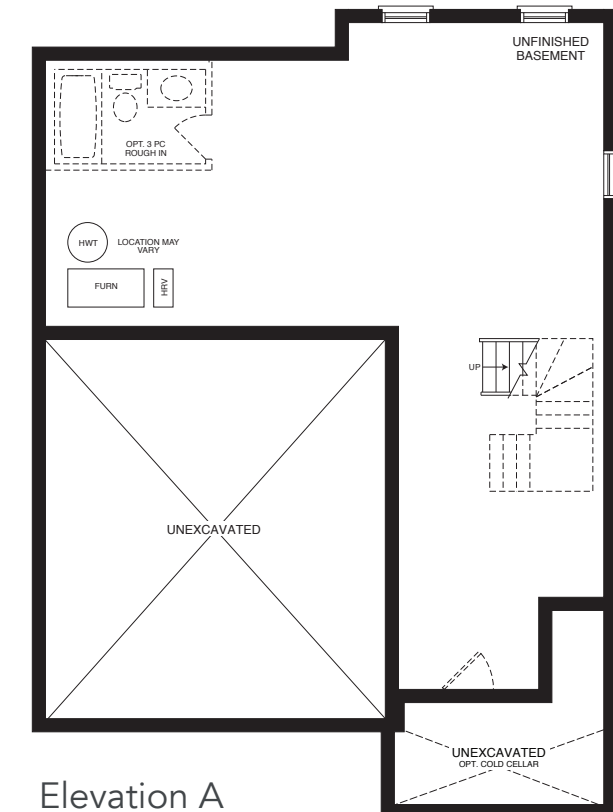 UNFINISHED
BASEMENT
OPT. 3 PC
ROUGH IN
HWT
LOCATION MAY
VARY
FURN
HRV
UP
UNEXCAVATED
UNEXCAVATED
OPT. COLD CELLAR
Elevation A